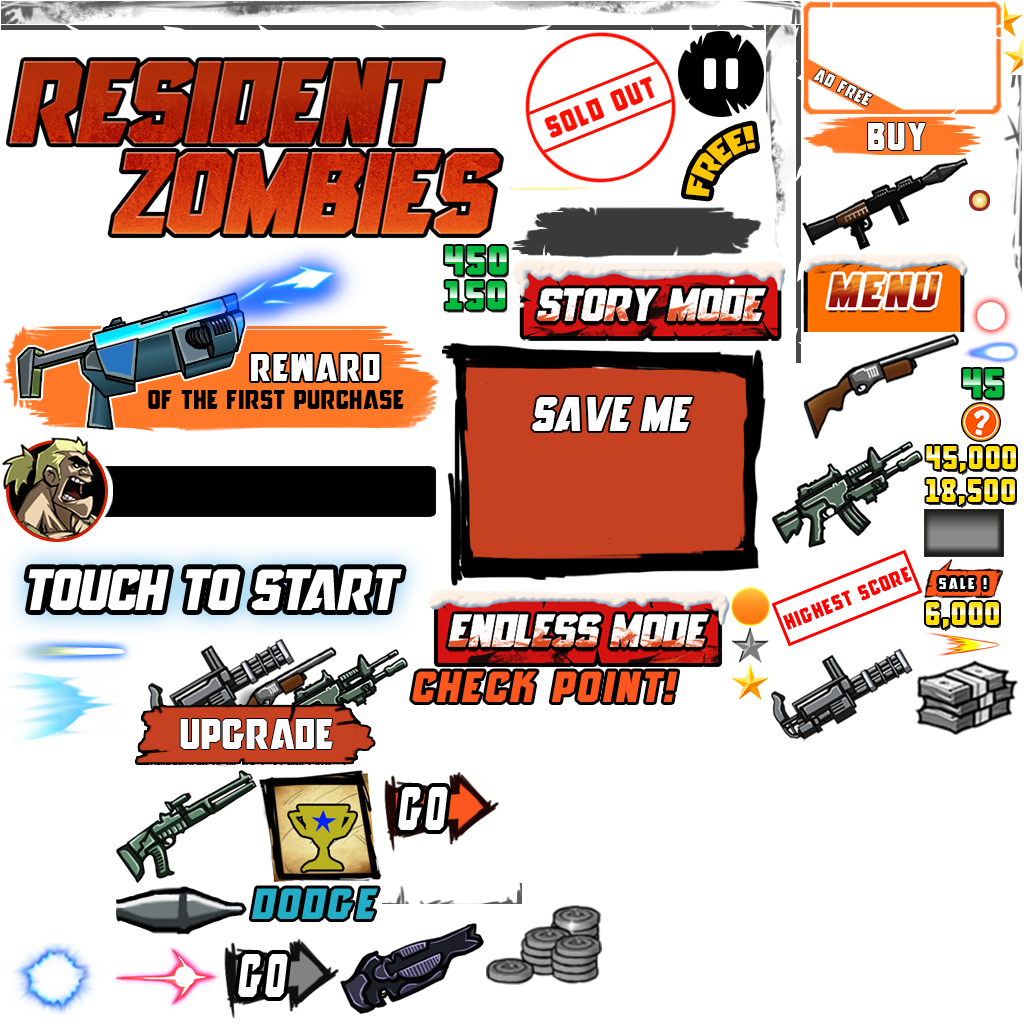 RESIDENT
ZOMBIES
SOLD OUT
FREE!
AD FREE
BUY
450
150
STORY MODE
MENU
REWARD
OF THE FIRST PURCHASE
SAVE ME
45
?
45,000
18,500
TOUCH TO START
HIGHEST SCORE
SALE !
6,000
ENDLESS MODE
CHECK POINT!
UPGRADE
GO
DODGE
GO